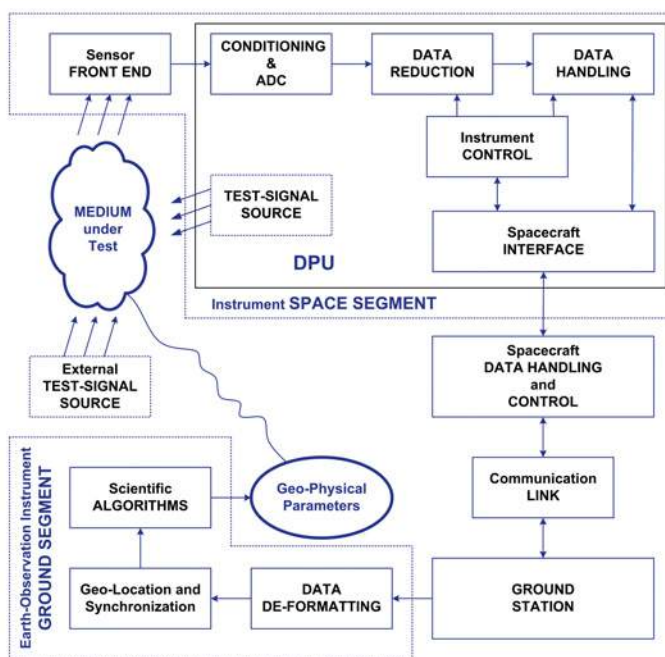 Sensor
FRONT END
CONDITIONING
&
ADC
DATA
REDUCTION
DATA
HANDLING
Instrument
CONTROL
MEDIUM
under
Test
TEST-SIGNAL
SOURCE
Spacecraft
INTERFACE
DPU
Instrument SPACE SEGMENT
External
TEST-SIGNAL
SOURCE
Spacecraft
DATA HANDLING
and
CONTROL
Earth-Observation Instrument
GROUND SEGMENT
Scientific
ALGORITHMS
Geo-Physical
Parameters
Communication
LINK
Geo-Location and
Synchronization
DATA
DE-FORMATTING
GROUND
STATION